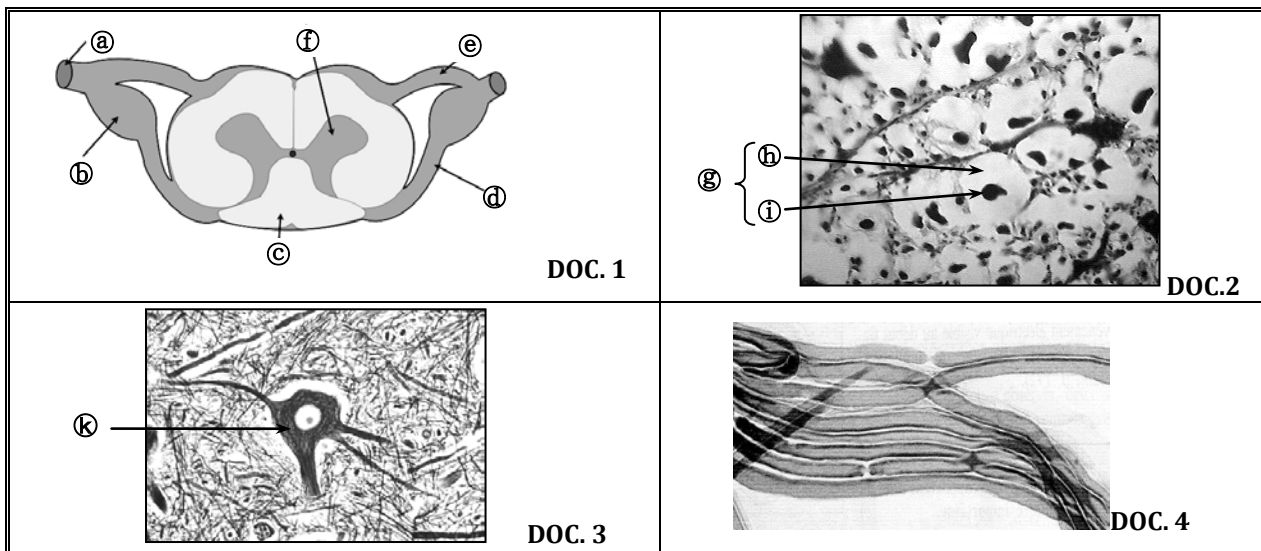 ⓐ
ⓕ
ⓔ
ⓑ
ⓓ
ⓒ
DOC. 1
ⓖ
ⓗ
ⓘ
DOC.2
ⓚ
DOC. 3
DOC. 4